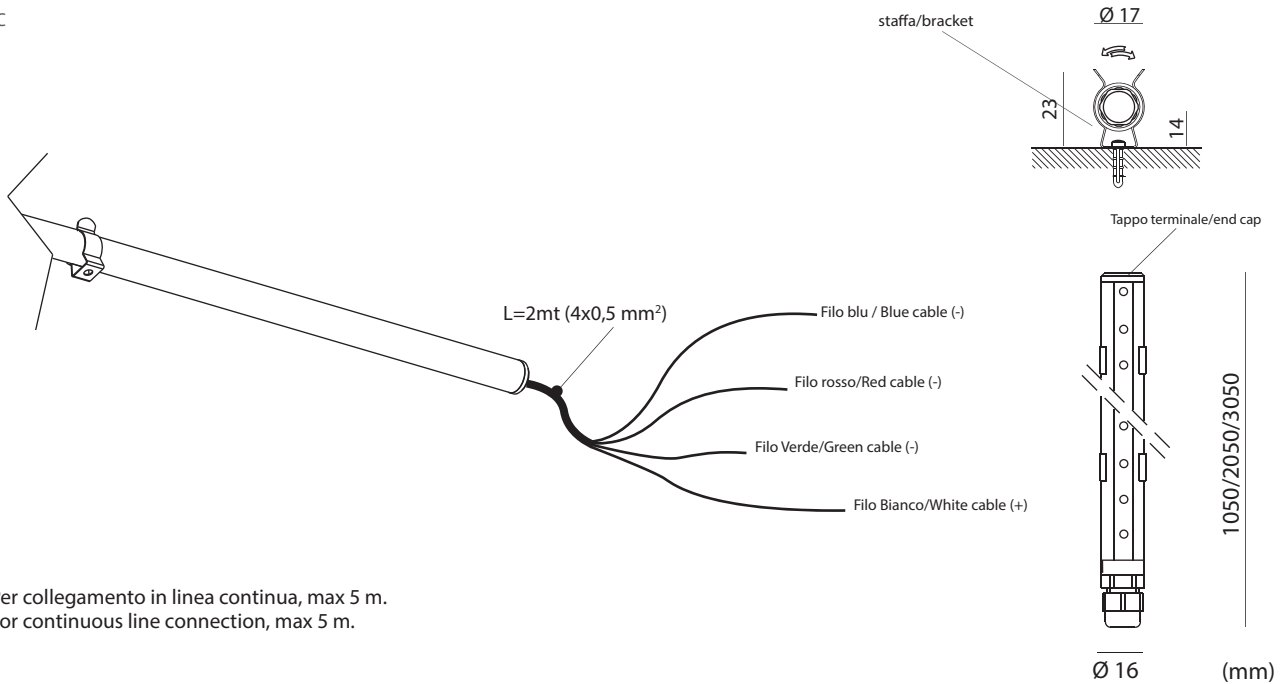 C
staffa/bracket
Ø 17
23
14
Tappo terminale/end cap
L=2mt (4x0,5 mm²)
Filo blu / Blue cable (-)
Filo rosso/Red cable (-)
Filo Verde/Green cable (-)
Filo Bianco/White cable (+)
1050/2050/3050
er collegamento in linea continua, max 5 m.
or continuous line connection, max 5 m.
Ø 16
(mm)